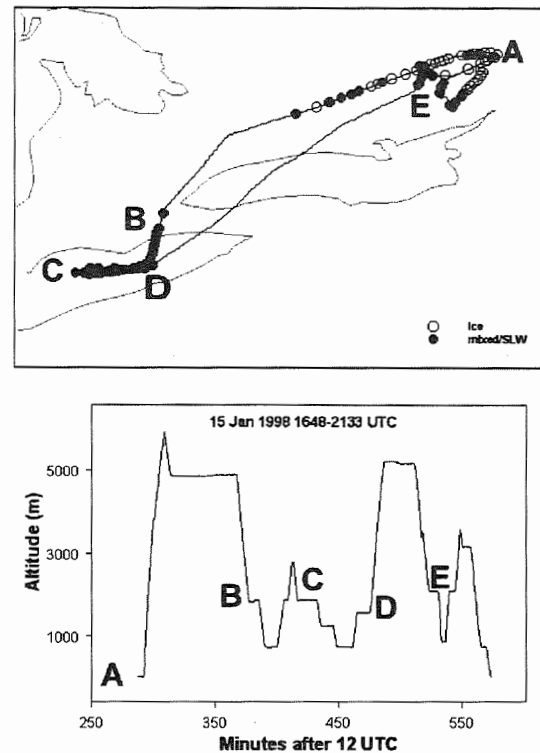 A
E
B
C
D
Ice
mixed/SLW
15 Jan 1998 1648-2133 UTC
Altitude (m)
5000
3000
1000
A
B
C
D
E
250
350
450
550
Minutes after 12 UTC